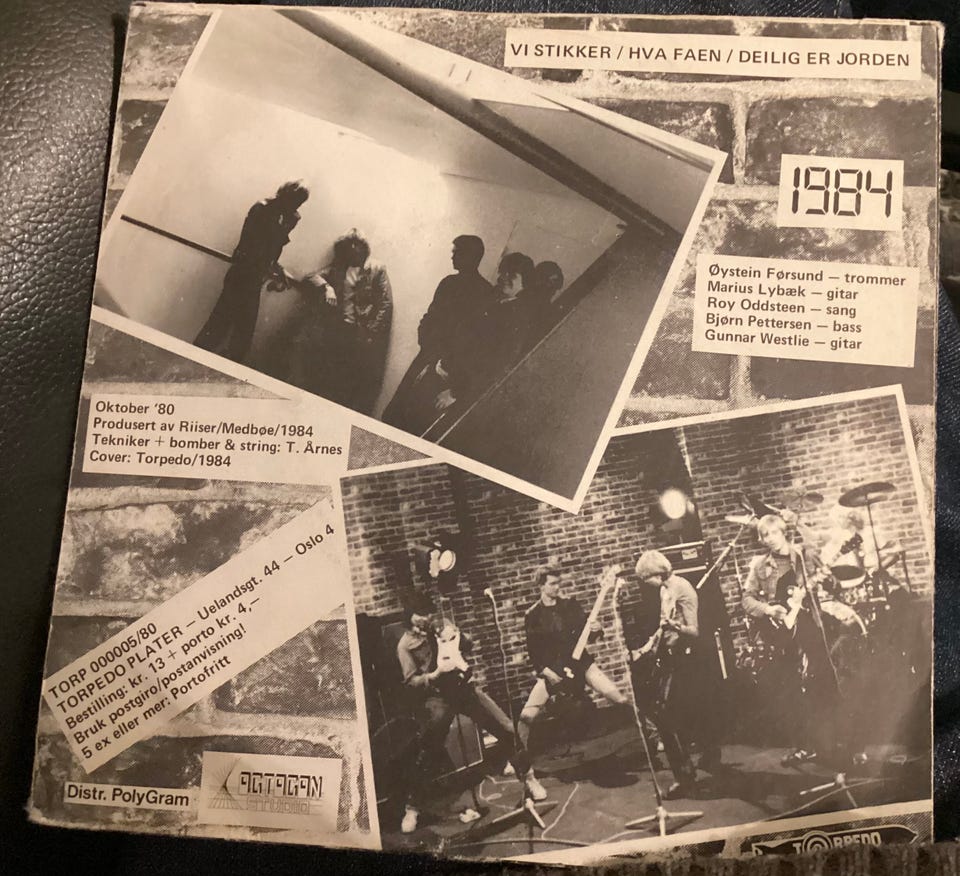 VI STIKKER / HVA FAEN / DEILIG ER JORDEN
1984
Øystein Førsund — trommer
Marius Lybæk — gitar
Roy Oddsteen — sang
Bjørn Pettersen — bass
Gunnar Westlie — gitar
Oktober '80
Produsert av Riiser/Medbøe/1984
Tekniker + bomber & string: T. Årnes
Cover: Torpedo/1984
TORP 000005/80
TORPEDO PLATER — Uelandsgt. 44 — Oslo 4
Bestilling: kr. 13 + porto kr. 4,—
Bruk postgiro/postanvisning!
5 ex eller mer: Portofritt
Distr. PolyGram
ACTAGON
STUDIO
TORPEDO